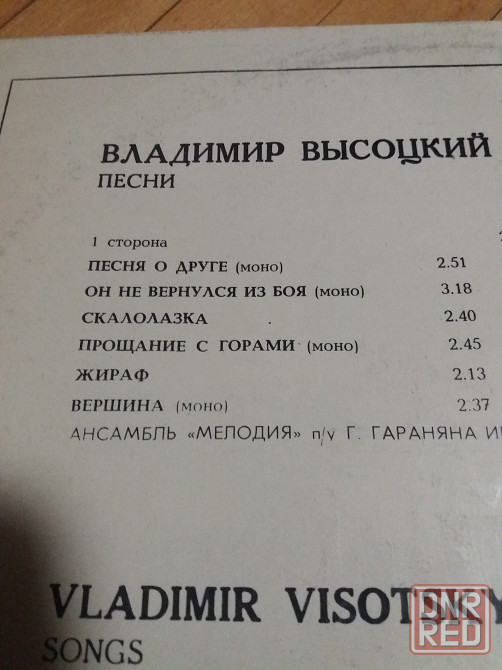 ВЛАДИМИР ВЫСОЦКИЙ
ПЕСНИ
1 сторона
ПЕСНЯ О ДРУГЕ (моно) 2.51
ОН НЕ ВЕРНУЛСЯ ИЗ БОЯ (моно) 3.18
СКАЛОЛАЗКА 2.40
ПРОЩАНИЕ С ГОРАМИ (моно) 2.45
ЖИРАФ 2.13
ВЕРШИНА (моно) 2.37
АНСАМБЛЬ «МЕЛОДИЯ» п/у Г. ГАРАНЯНА
VLADIMIR VISOTSKY
SONGS
DNR
RED